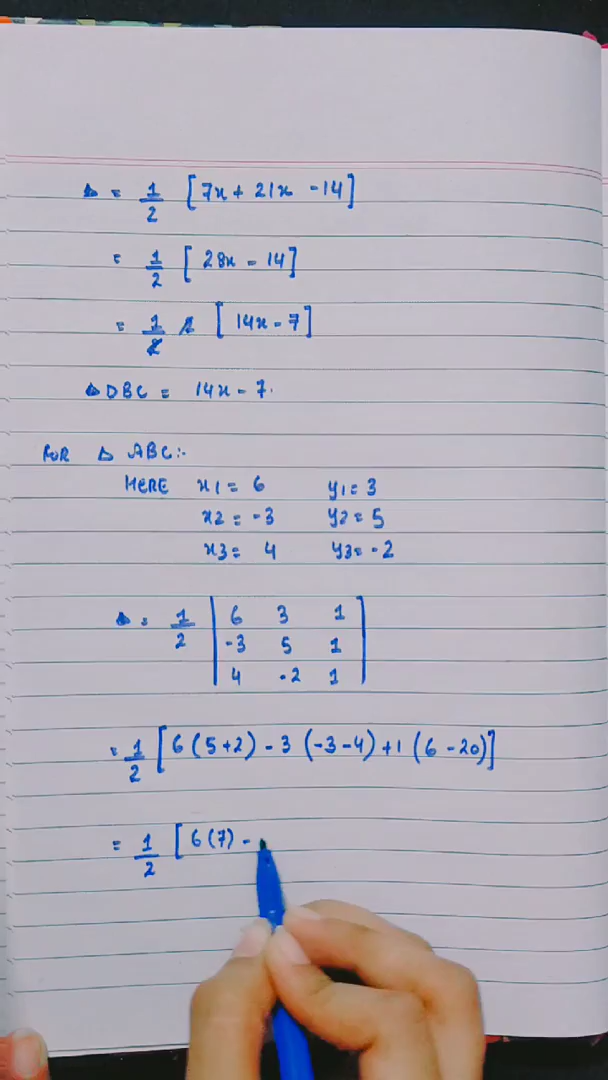 Δ = 1/2 [7x + 21x - 14]
= 1/2 [28x - 14]
= 1/2 2 [14x - 7]
ΔDBC = 14x - 7.
FOR Δ ABC:-
HERE x1 = 6 y1 = 3
x2 = -3 y2 = 5
x3 = 4 y3 = -2
Δ = 1/2 | 6 3 1 |
| -3 5 1 |
| 4 -2 1 |
= 1/2 [6(5+2) - 3(-3-4) + 1(6-20)]
= 1/2 [6(7) -